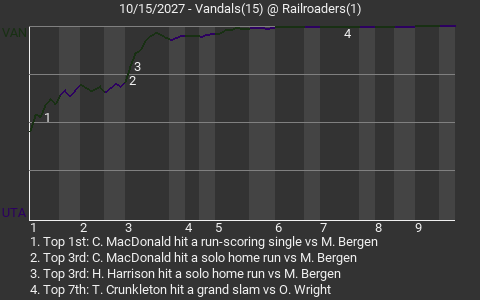 10/15/2027 - Vandals(15) @ Railroaders(1)
VAN
4
3
2
1
UTA
1 2 3 4 5 6 7 8 9
1. Top 1st: C. MacDonald hit a run-scoring single vs M. Bergen
2. Top 3rd: C. MacDonald hit a solo home run vs M. Bergen
3. Top 3rd: H. Harrison hit a solo home run vs M. Bergen
4. Top 7th: T. Crunkleton hit a grand slam vs O. Wright